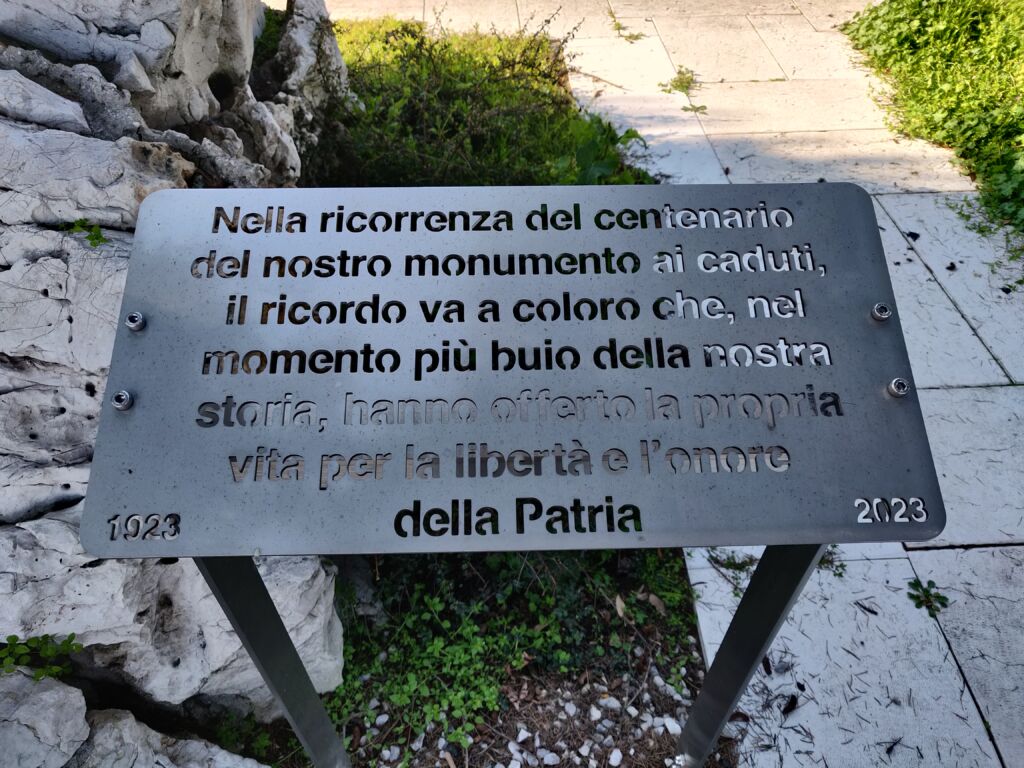 Nella ricorrenza del centenario
del nostro monumento ai caduti,
il ricordo va a coloro che, nel
momento più buio della nostra
storia, hanno offerto la propria
vita per la libertà e l'onore
della Patria
1923 2023